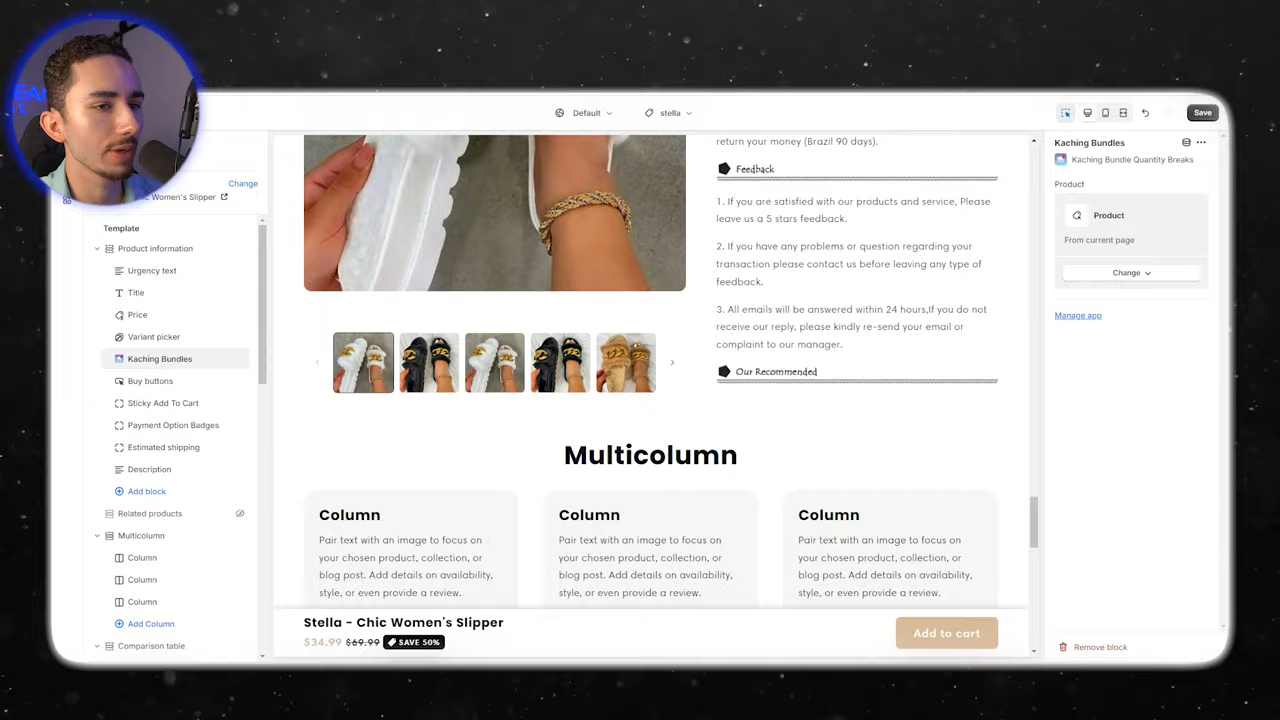 Default
stella
Save
Change
Women's Slipper
Template
Product information
Urgency text
Title
Price
Variant picker
Kaching Bundles
Buy buttons
Sticky Add To Cart
Payment Option Badges
Estimated shipping
Description
Add block
Related products
Multicolumn
Column
Column
Column
Add Column
Comparison table
return your money (Brazil 90 days).
Feedback
1. If you are satisfied with our products and service, Please
leave us a 5 stars feedback.
2. If you have any problems or question regarding your
transaction please contact us before leaving any type of
feedback.
3. All emails will be answered within 24 hours,If you do not
receive our reply, please kindly re-send your email or
complaint to our manager.
Our Recommended
Multicolumn
Column
Pair text with an image to focus on
your chosen product, collection, or
blog post. Add details on availability,
style, or even provide a review.
Column
Pair text with an image to focus on
your chosen product, collection, or
blog post. Add details on availability,
style, or even provide a review.
Column
Pair text with an image to focus on
your chosen product, collection, or
blog post. Add details on availability,
style, or even provide a review.
Stella - Chic Women's Slipper
$34.99 $69.99 SAVE 50%
Add to cart
Kaching Bundles
Kaching Bundle Quantity Breaks
Product
Product
From current page
Change
Manage app
Remove block